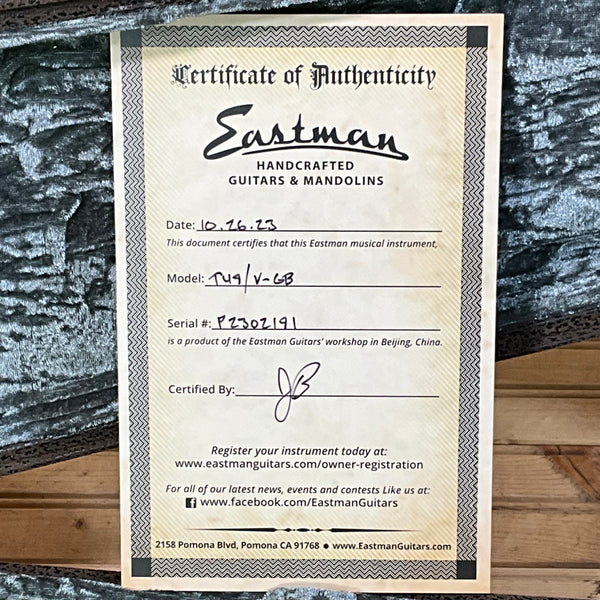 Certificate of Authenticity
Eastman
HANDCRAFTED
GUITARS & MANDOLINS
Date: 10.26.23
This document certifies that this Eastman musical instrument,
Model: T49/V-GB
Serial #: P2302191
is a product of the Eastman Guitars' workshop in Beijing, China.
Certified By: JB
Register your instrument today at:
www.eastmanguitars.com/owner-registration
For all of our latest news, events and contests Like us at:
f www.facebook.com/EastmanGuitars
2158 Pomona Blvd, Pomona CA 91768 • www.EastmanGuitars.com